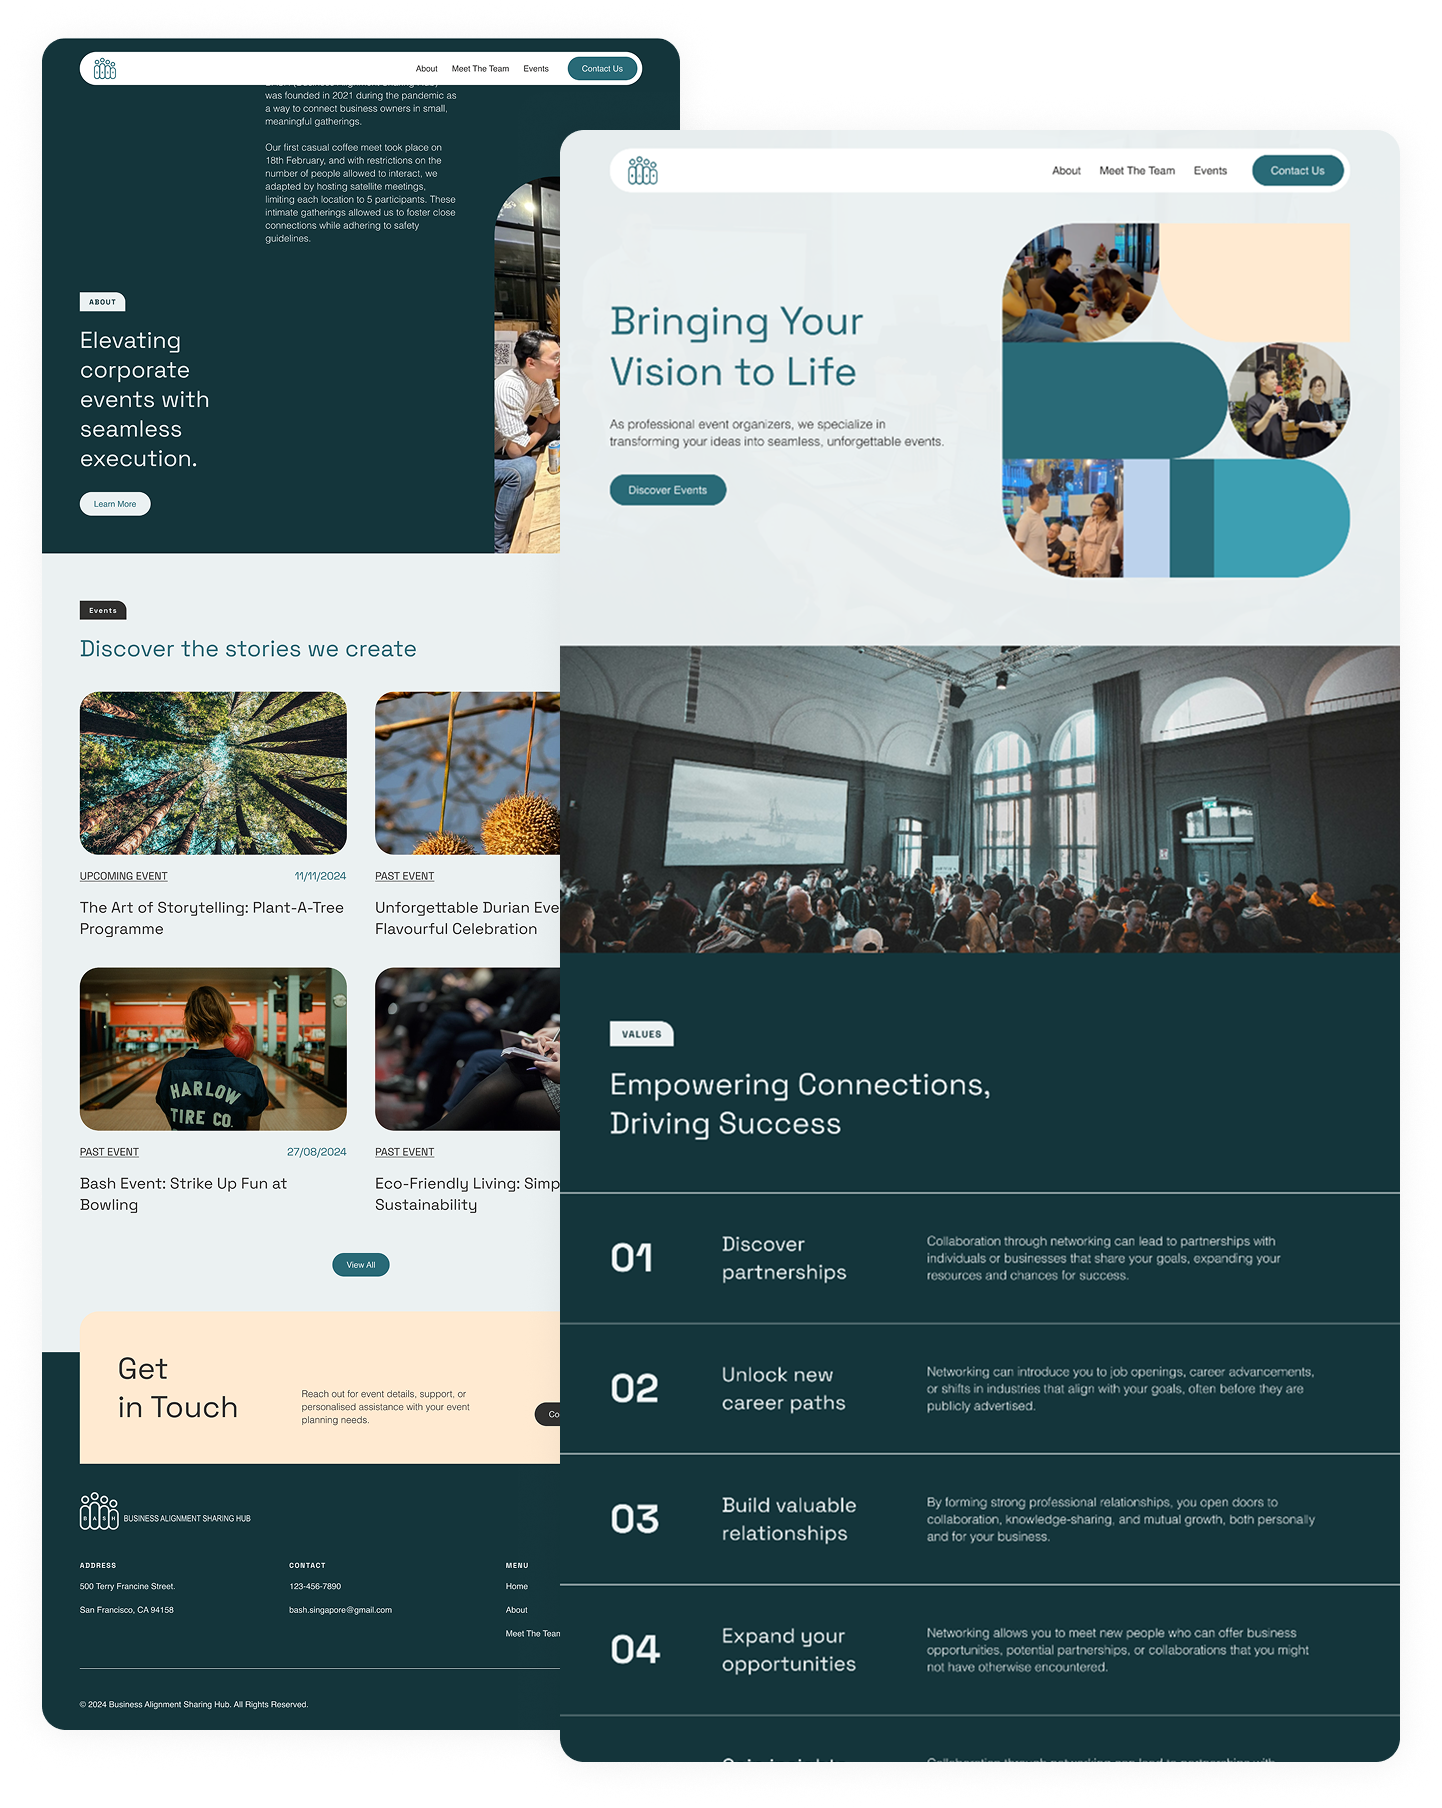 About
Meet The Team
Events
Contact Us
was founded in 2021 during the pandemic as
a way to connect business owners in small,
meaningful gatherings.
Our first casual coffee meet took place on
18th February, and with restrictions on the
number of people allowed to interact, we
adapted by hosting satellite meetings,
limiting each location to 5 participants. These
intimate gatherings allowed us to foster close
connections while adhering to safety
guidelines.
ABOUT
Elevating
corporate
events with
seamless
execution.
Learn More
Events
Discover the stories we create
UPCOMING EVENT
11/11/2024
The Art of Storytelling: Plant-A-Tree
Programme
PAST EVENT
Unforgettable Durian Eve
Flavourful Celebration
HARLOW
TIRE CO.
PAST EVENT
27/08/2024
Bash Event: Strike Up Fun at
Bowling
PAST EVENT
Eco-Friendly Living: Simp
Sustainability
View All
Get
in Touch
Reach out for event details, support, or
personalised assistance with your event
planning needs.
Co
BASH
BUSINESS ALIGNMENT SHARING HUB
ADDRESS
500 Terry Francine Street.
San Francisco, CA 94158
CONTACT
123-456-7890
bash.singapore@gmail.com
MENU
Home
About
Meet The Team
© 2024 Business Alignment Sharing Hub. All Rights Reserved.
About
Meet The Team
Events
Contact Us
Bringing Your
Vision to Life
As professional event organizers, we specialize in
transforming your ideas into seamless, unforgettable events.
Discover Events
VALUES
Empowering Connections,
Driving Success
01
Discover
partnerships
Collaboration through networking can lead to partnerships with
individuals or businesses that share your goals, expanding your
resources and chances for success.
02
Unlock new
career paths
Networking can introduce you to job openings, career advancements,
or shifts in industries that align with your goals, often before they are
publicly advertised.
03
Build valuable
relationships
By forming strong professional relationships, you open doors to
collaboration, knowledge-sharing, and mutual growth, both personally
and for your business.
04
Expand your
opportunities
Networking allows you to meet new people who can offer business
opportunities, potential partnerships, or collaborations that you might
not have otherwise encountered.